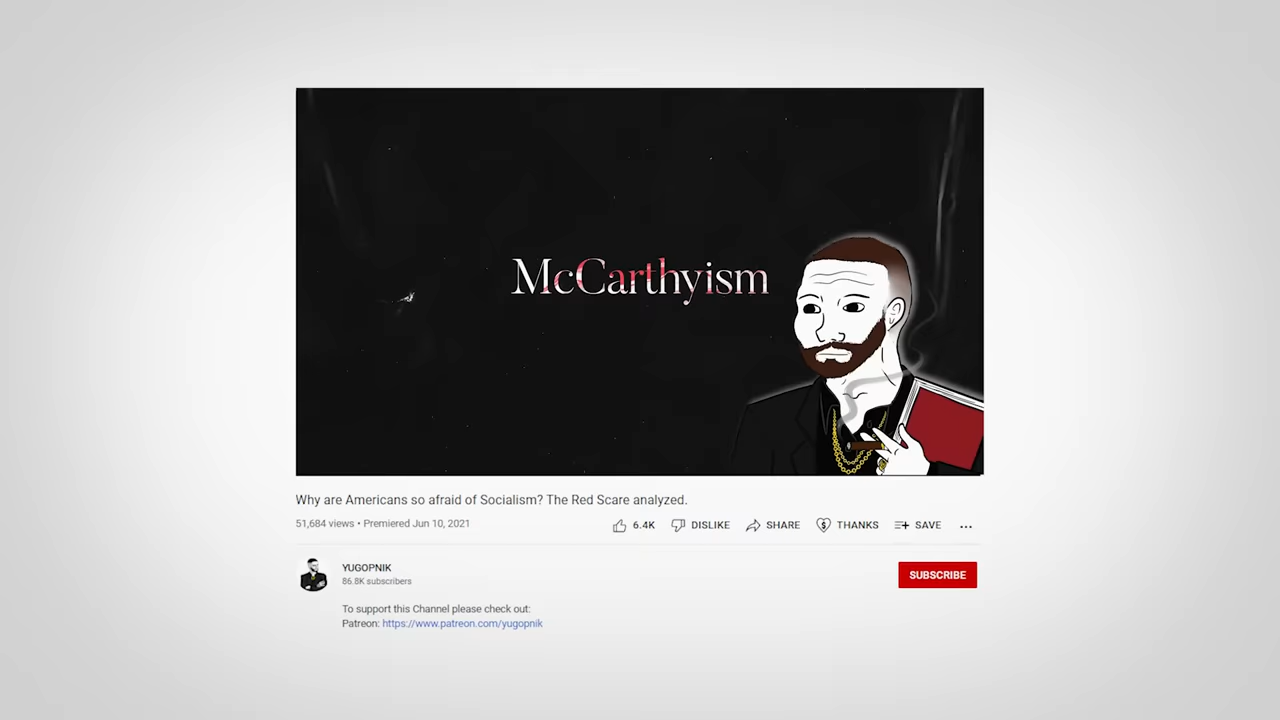 McCarthyism
Why are Americans so afraid of Socialism? The Red Scare analyzed.
51,684 views • Premiered Jun 10, 2021
6.4K
DISLIKE
SHARE
THANKS
SAVE
YUGOPNIK
86.8K subscribers
SUBSCRIBE
To support this Channel please check out:
Patreon: https://www.patreon.com/yugopnik